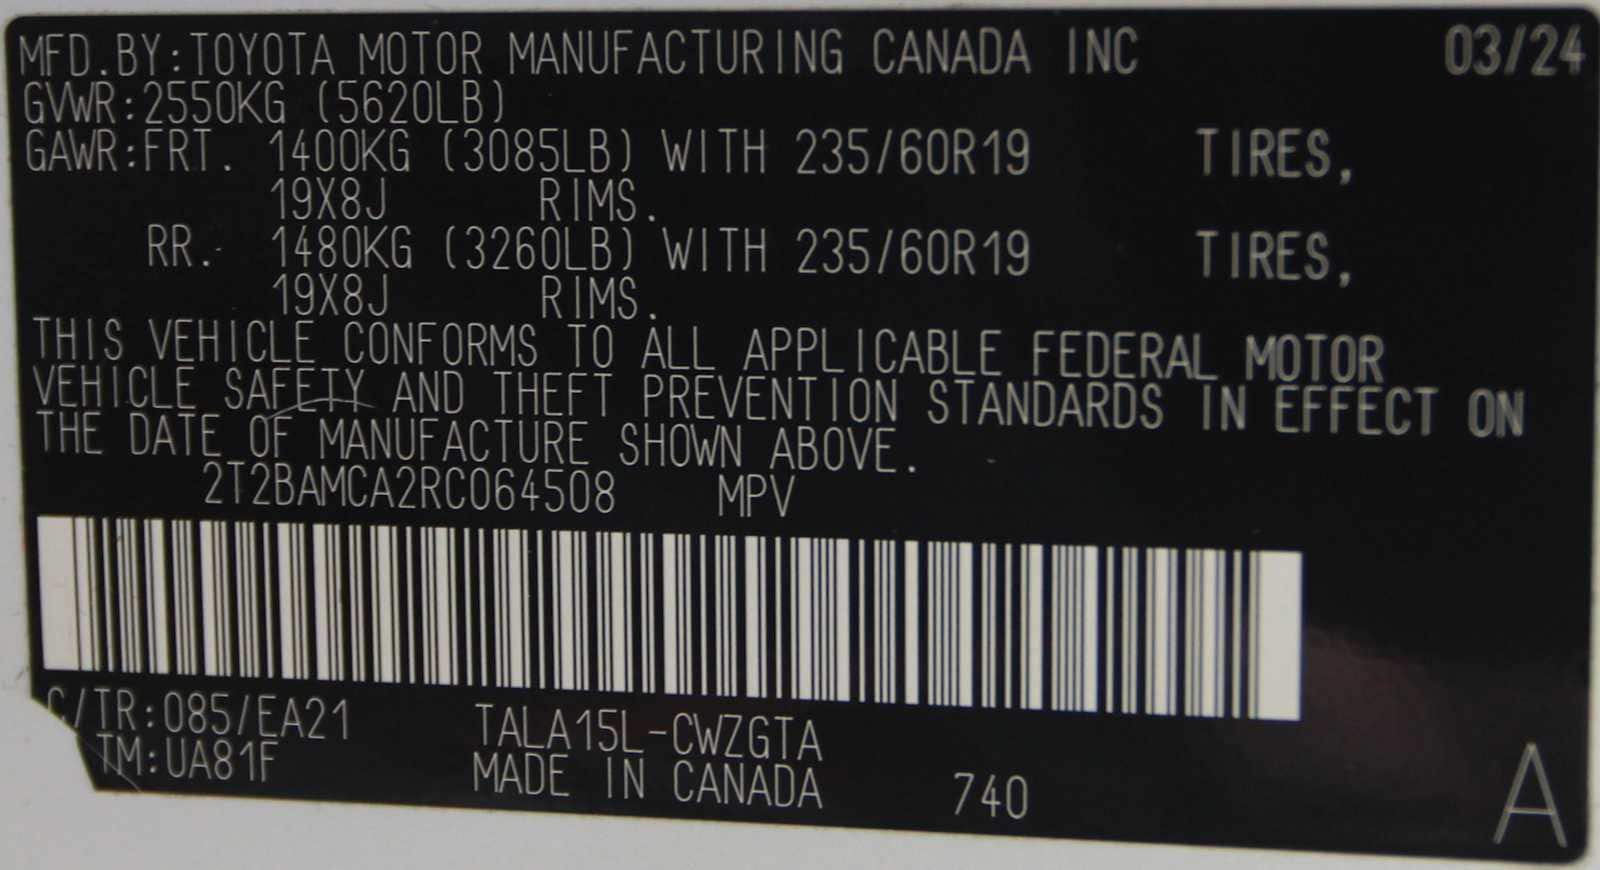 MFD.BY:TOYOTA MOTOR MANUFACTURING CANADA INC 03/24
GVWR:2550KG (5620LB)
GAWR:FRT. 1400KG (3085LB) WITH 235/60R19 TIRES,
19X8J RIMS.
RR. 1480KG (3260LB) WITH 235/60R19 TIRES,
19X8J RIMS.
THIS VEHICLE CONFORMS TO ALL APPLICABLE FEDERAL MOTOR
VEHICLE SAFETY AND THEFT PREVENTION STANDARDS IN EFFECT ON
THE DATE OF MANUFACTURE SHOWN ABOVE.
2T2BAMCA2RC064508 MPV
C/TR:085/EA21 TALA15L-CWZGTA
TM:UA81F MADE IN CANADA 740
A